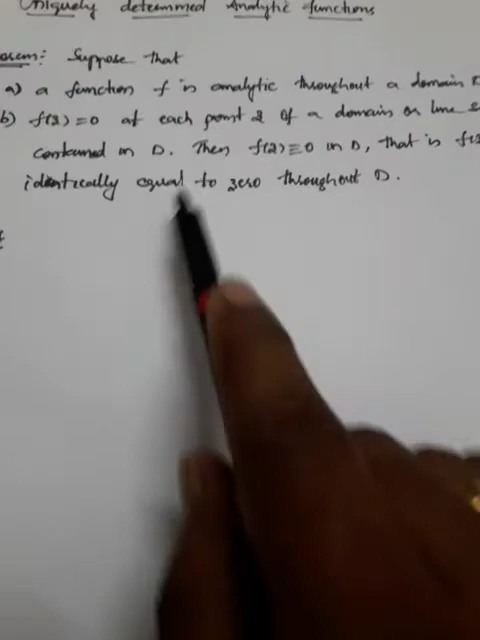 Uniquely determined Analytic functions
orem: Suppose that
a) a function f is analytic throughout a domain D
b) f(z)=0 at each point z of a domain or line s
contained in D. Then f(z)≡0 in D, that is f(z
identically equal to zero throughout D.